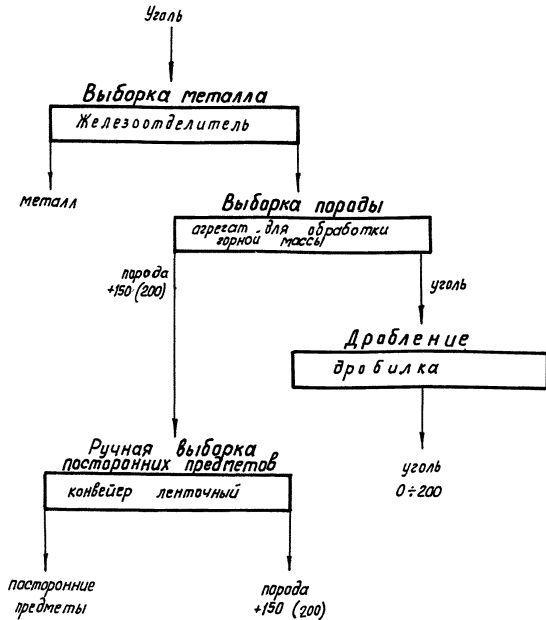 Уголь
Выборка металла
Железоотделитель
металл
Выборка порады
агрегат для обработки
горной массы
порода
+150 (200)
уголь
Дробление
дробилка
Ручная выборка
посторонних предметов
конвейер ленточный
уголь
0÷200
посторонние
предметы
порода
+150 (200)